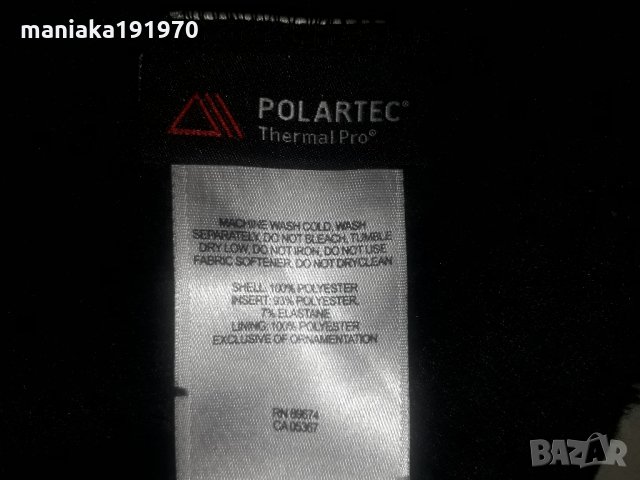 maniaka191970
POLARTEC®
Thermal Pro®
MACHINE WASH COLD, WASH
SEPARATELY, DO NOT BLEACH, TUMBLE
DRY LOW, DO NOT IRON, DO NOT USE
FABRIC SOFTENER, DO NOT DRYCLEAN
SHELL: 100% POLYESTER
INSERT: 93% POLYESTER,
7% ELASTANE
LINING: 100% POLYESTER
EXCLUSIVE OF ORNAMENTATION
RN 89674
CA 05367
BAZAR